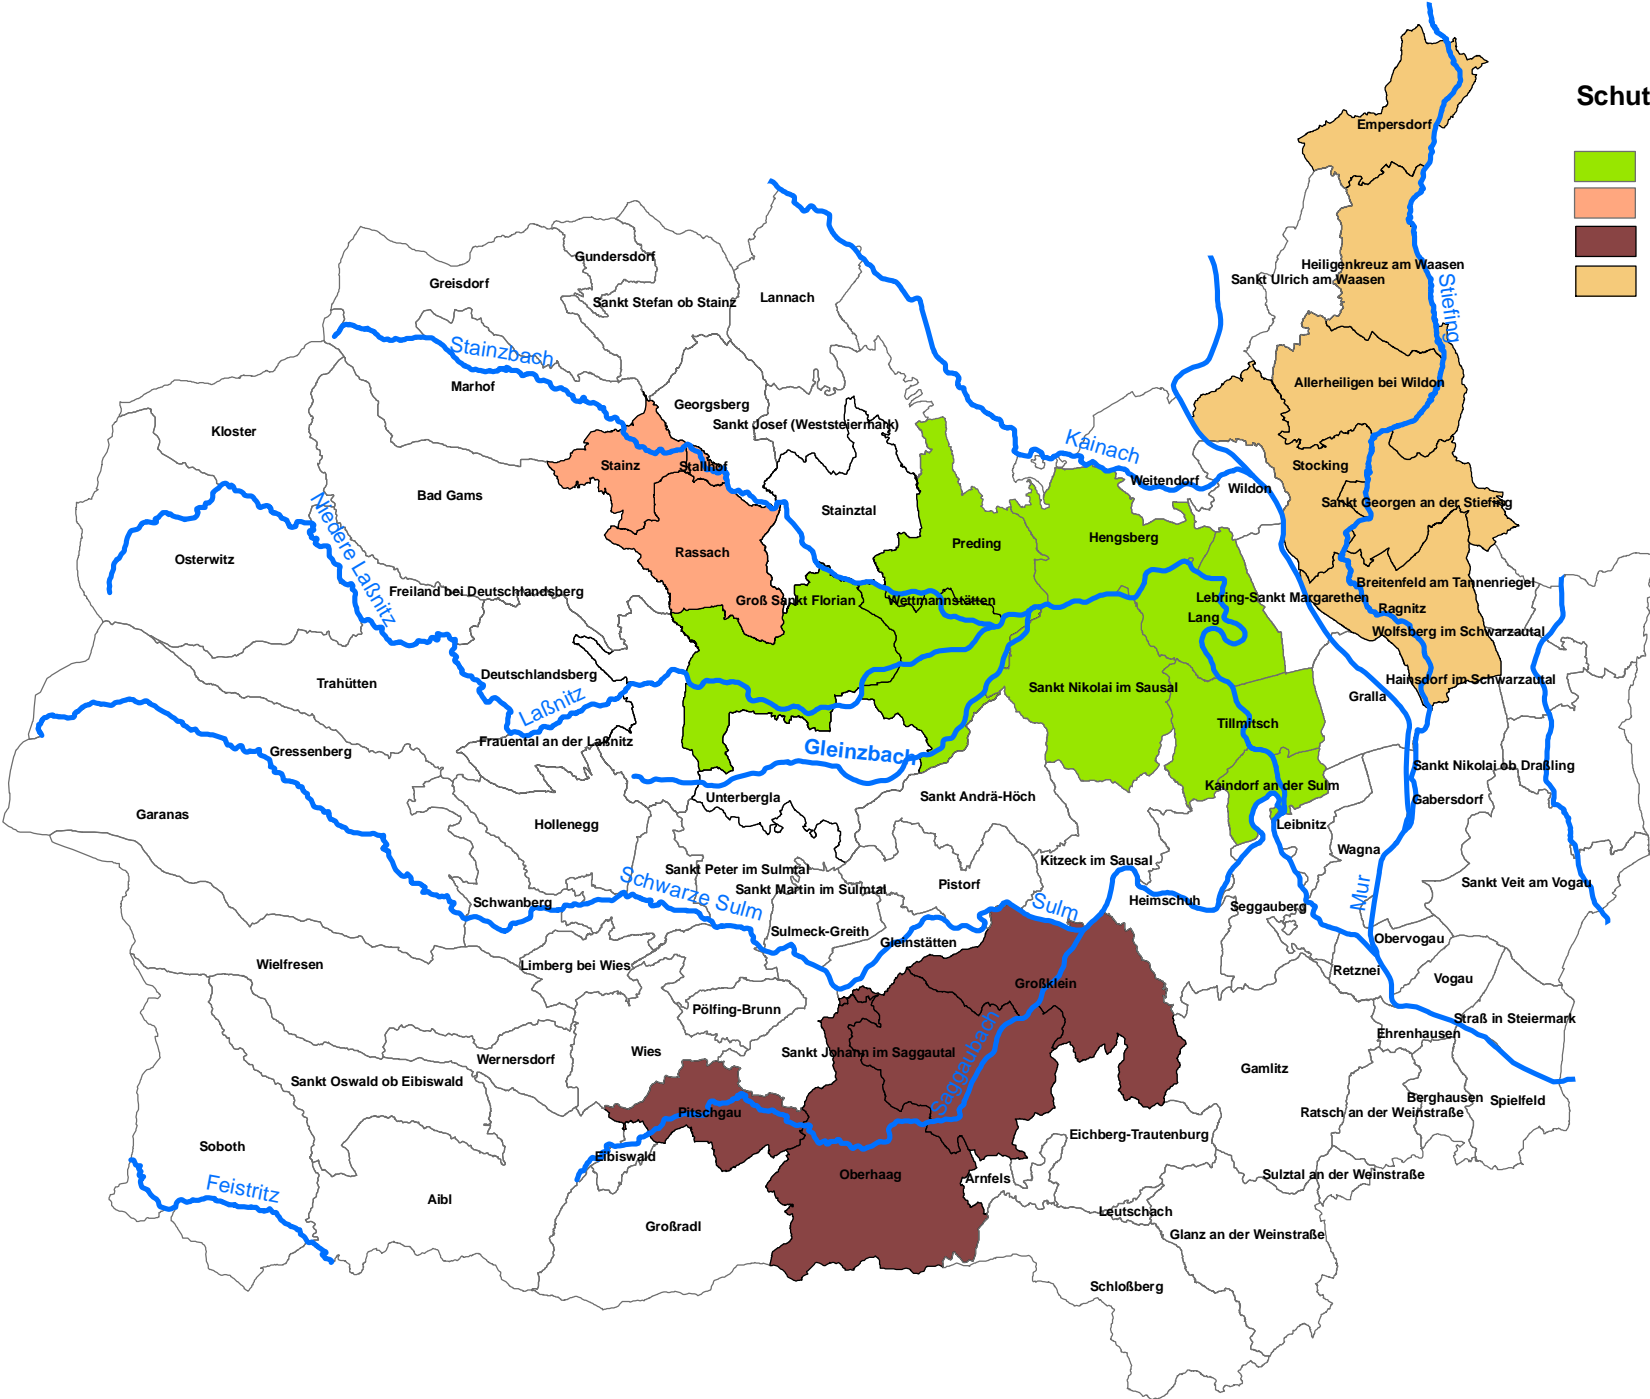 Schut
Empersdorf
Gundersdorf
Heiligenkreuz am Waasen
Sankt Ulrich am Waasen
Greisdorf
Sankt Stefan ob Stainz
Lannach
Stiefing
Stainzbach
Marhof
Allerheiligen bei Wildon
Georgsberg
Sankt Josef (Weststeiermark)
Kloster
Kainach
Stainz
Stallhof
Stocking
Weitendorf
Wildon
Bad Gams
Sankt Georgen an der Stiefing
Stainztal
Niedere Laßnitz
Rassach
Preding
Hengsberg
Osterwitz
Breitenfeld am Tannenriegel
Freiland bei Deutschlandsberg
Groß Sankt Florian
Wettmannstätten
Lebring-Sankt Margarethen
Ragnitz
Lang
Wolfsberg im Schwarzautal
Deutschlandsberg
Trahütten
Sankt Nikolai im Sausal
Hainsdorf im Schwarzautal
Gralla
Laßnitz
Tillmitsch
Frauental an der Laßnitz
Gressenberg
Gleinzbach
Sankt Nikolai ob Draßling
Kaindorf an der Sulm
Unterbergla
Sankt Andrä-Höch
Gabersdorf
Garanas
Hollenegg
Leibnitz
Wagna
Kitzeck im Sausal
Sankt Peter im Sulmtal
Schwarze Sulm
Sankt Martin im Sulmtal
Pistorf
Sankt Veit am Vogau
Mur
Schwanberg
Heimschuh
Sulm
Seggauberg
Sulmeck-Greith
Gleinstätten
Obervogau
Wielfresen
Limberg bei Wies
Retznei
Vogau
Großklein
Pölfing-Brunn
Straß in Steiermark
Ehrenhausen
Wies
Sankt Johann im Saggautal
Saggaubach
Wernersdorf
Gamlitz
Sankt Oswald ob Eibiswald
Berghausen
Spielfeld
Pitschgau
Ratsch an der Weinstraße
Eichberg-Trautenburg
Soboth
Eibiswald
Oberhaag
Arnfels
Sulztal an der Weinstraße
Feistritz
Aibl
Leutschach
Großradl
Glanz an der Weinstraße
Schloßberg